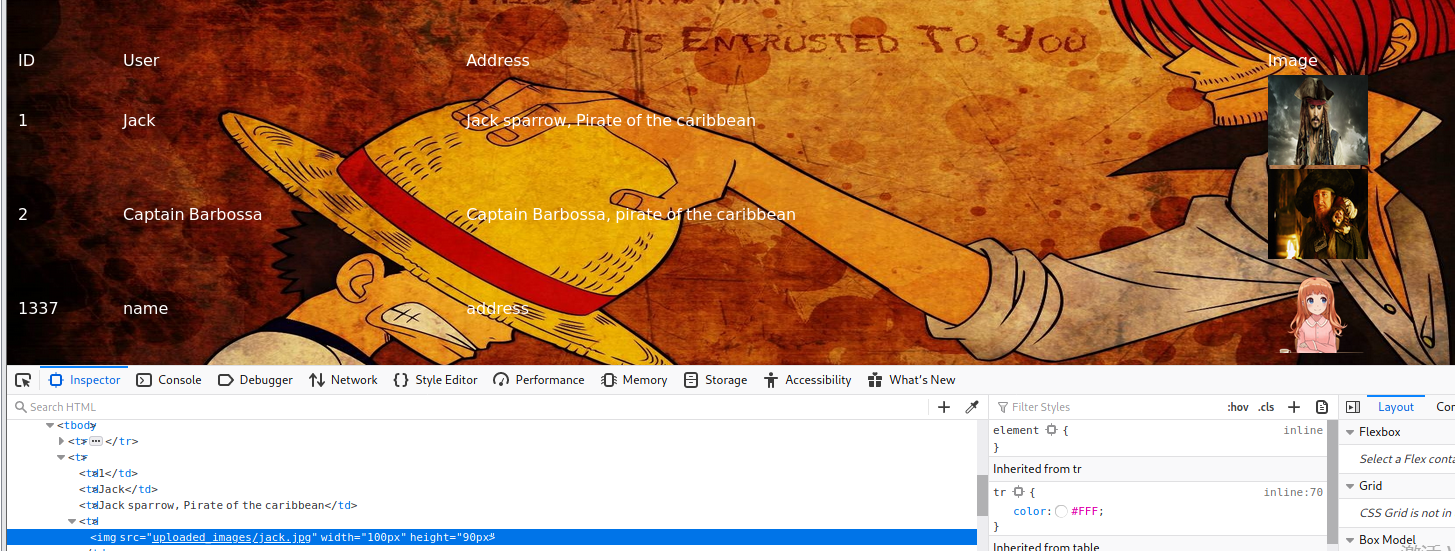 Is Entrusted To You
ID User Address Image
1 Jack Jack sparrow, Pirate of the caribbean
2 Captain Barbossa Captain Barbossa, pirate of the caribbean
1337 name address
Inspector Console Debugger Network Style Editor Performance Memory Storage Accessibility What's New
Search HTML
Filter Styles :hov .cls
Layout
<tbody>
<tr> ••• </tr>
<tr>
<td>1</td>
<td>Jack</td>
<td>Jack sparrow, Pirate of the caribbean</td>
<td>
<img src="uploaded_images/jack.jpg" width="100px" height="90px">
element { inline
}
Inherited from tr
tr { inline:70
color: #FFF;
}
Inherited from table
Flexbox
Select a Flex
Grid
CSS Grid is not in
Box Model